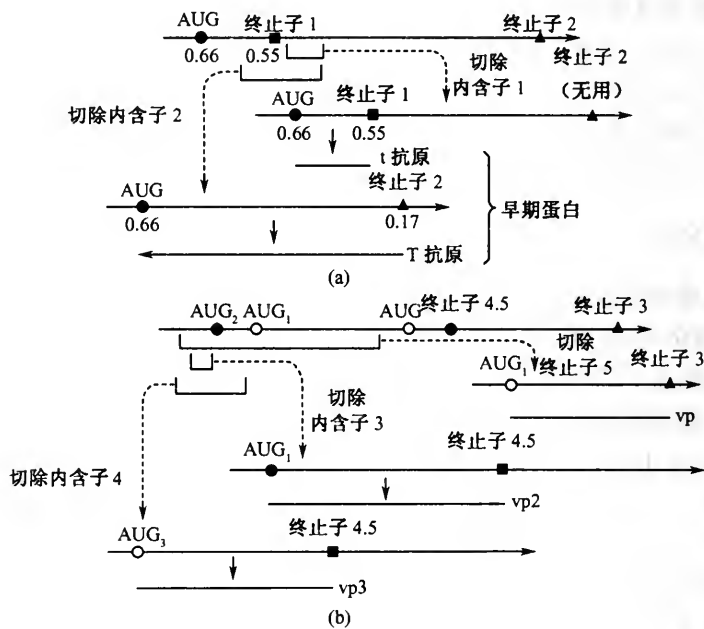 AUG 终止子1 终止子2
0.66 0.55 切除 终止子2
内含子1 （无用）
切除内含子2 AUG 终止子1
0.66 0.55
t抗原
AUG 终止子2
早期蛋白
0.66 0.17
T抗原
(a)
AUG₂ AUG₁ AUG 终止子4.5 终止子3
切除
终止子5
AUG₁ 终止子3
vp
切除
内含子3
切除内含子4
AUG₁ 终止子4.5
vp2
AUG₃ 终止子4.5
vp3
(b)